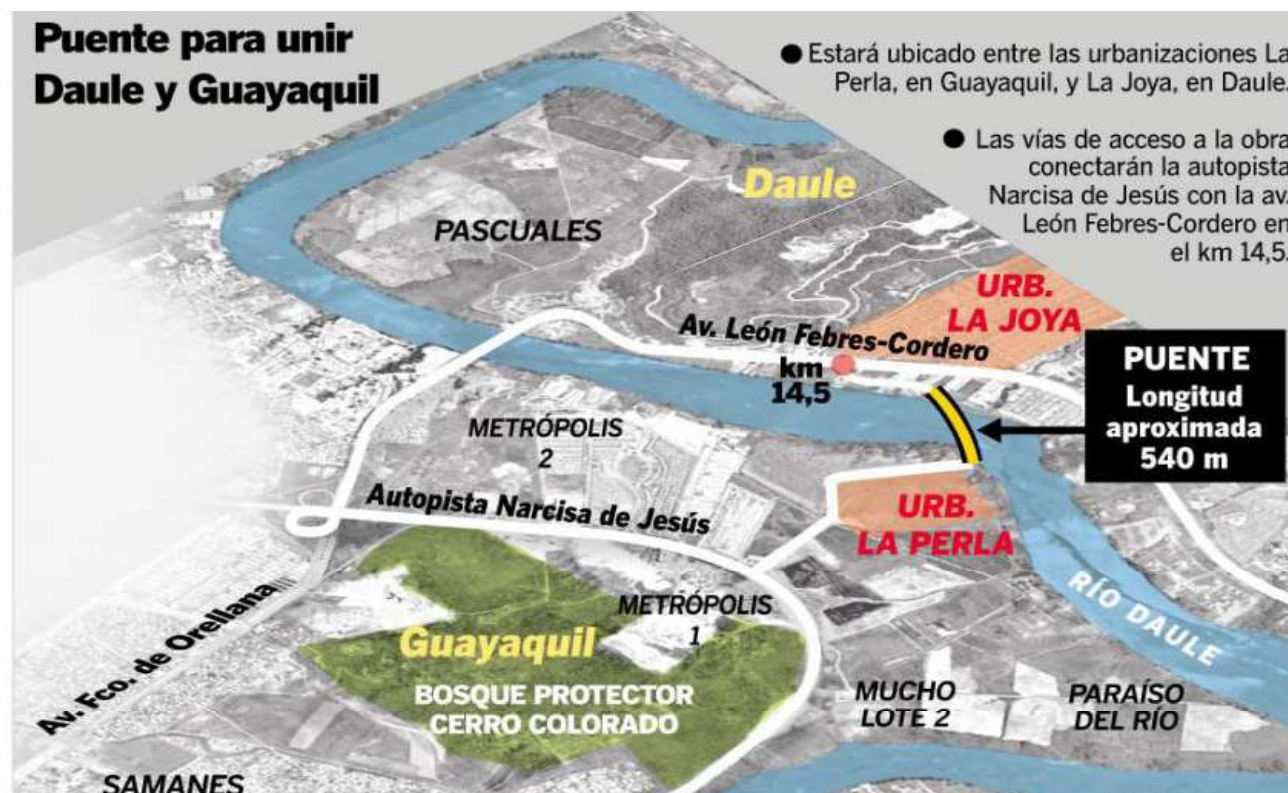 Puente para unir
Daule y Guayaquil
● Estará ubicado entre las urbanizaciones La
Perla, en Guayaquil, y La Joya, en Daule.
● Las vías de acceso a la obra
conectarán la autopista
Narcisa de Jesús con la av.
León Febres-Cordero en
el km 14,5.
Daule
PASCUALES
URB.
LA JOYA
Av. León Febres-Cordero
km
14,5
PUENTE
Longitud
aproximada
540 m
METRÓPOLIS
2
Autopista Narcisa de Jesús
URB.
LA PERLA
RÍO DAULE
METRÓPOLIS
1
Guayaquil
Av. Fco. de Orellana
BOSQUE PROTECTOR
CERRO COLORADO
MUCHO
LOTE 2
PARAÍSO
DEL RÍO
SAMANES